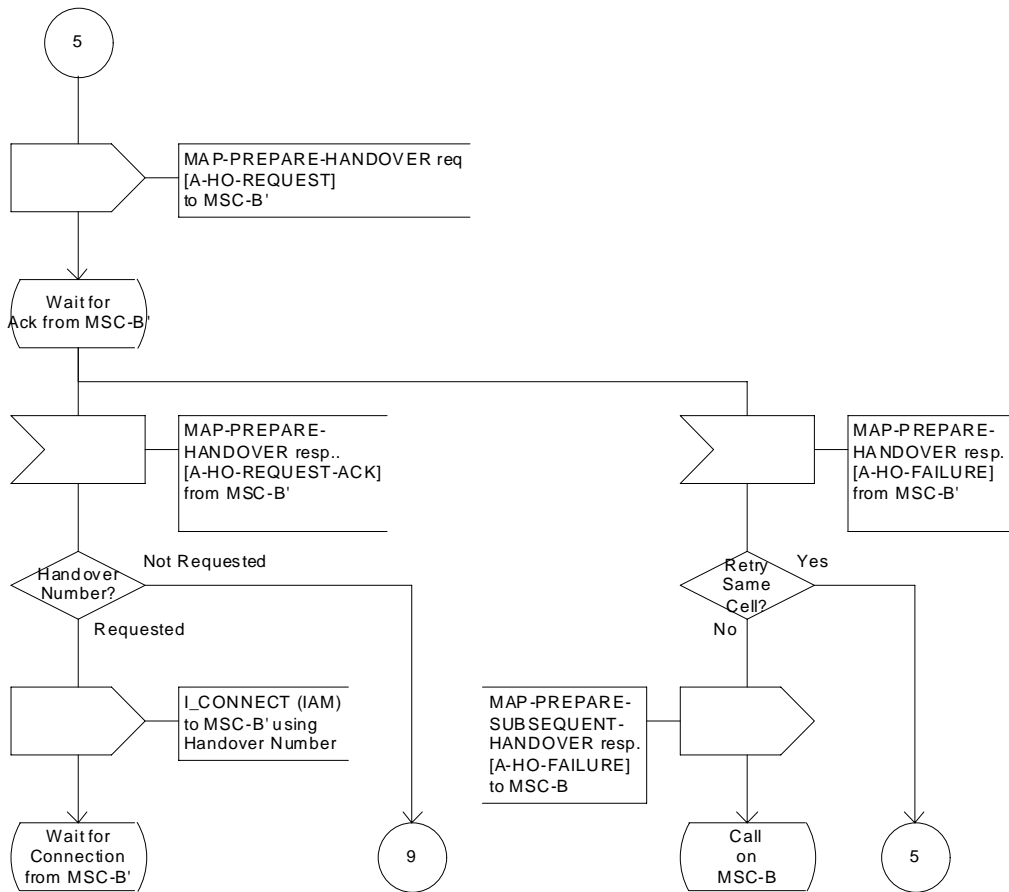 5
MAP-PREPARE-HANDOVER req
[A-HO-REQUEST]
to MSC-B'
Wait for
Ack from MSC-B'
MAP-PREPARE-
HANDOVER resp..
[A-HO-REQUEST-ACK]
from MSC-B'
MAP-PREPARE-
HANDOVER resp.
[A-HO-FAILURE]
from MSC-B'
Handover
Number?
Not Requested
Requested
Retry
Same
Cell?
Yes
No
I_CONNECT (IAM)
to MSC-B' using
Handover Number
MAP-PREPARE-
SUBSEQUENT-
HANDOVER resp.
[A-HO-FAILURE]
to MSC-B
Wait for
Connection
from MSC-B'
9
Call
on
MSC-B
5